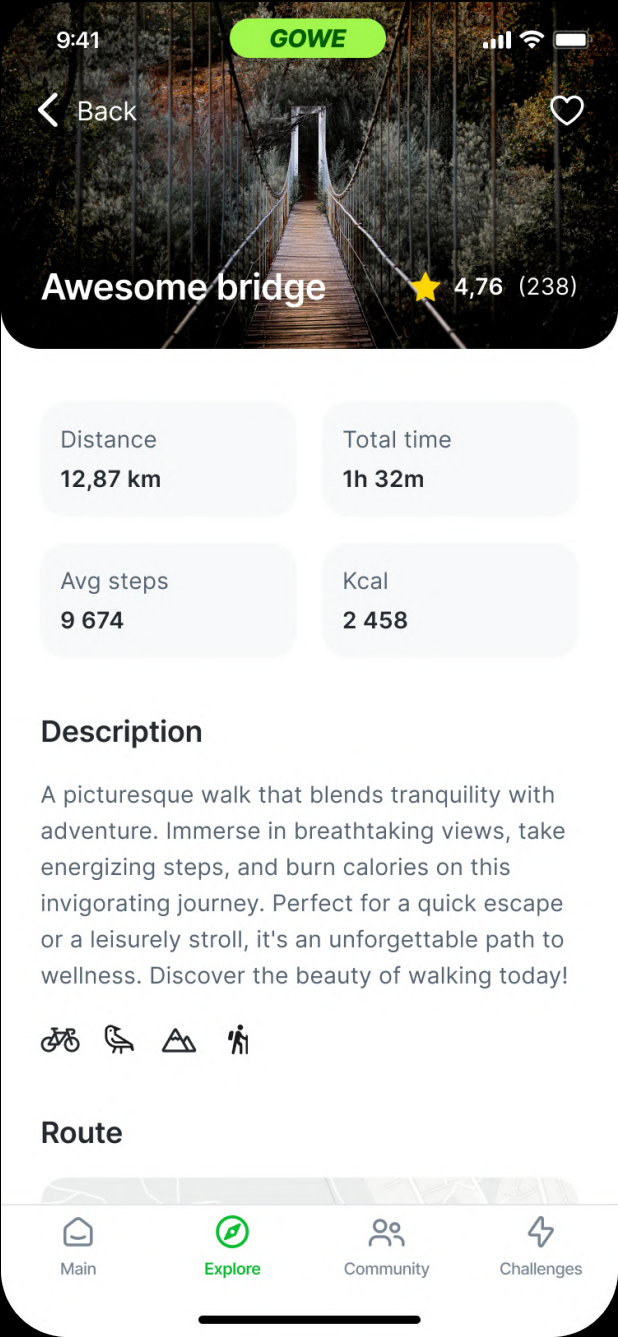 9:41
GOWE
Back
Awesome bridge
4,76 (238)
Distance
12,87 km
Total time
1h 32m
Avg steps
9 674
Kcal
2 458
Description
A picturesque walk that blends tranquility with
adventure. Immerse in breathtaking views, take
energizing steps, and burn calories on this
invigorating journey. Perfect for a quick escape
or a leisurely stroll, it's an unforgettable path to
wellness. Discover the beauty of walking today!
Route
Main
Explore
Community
Challenges